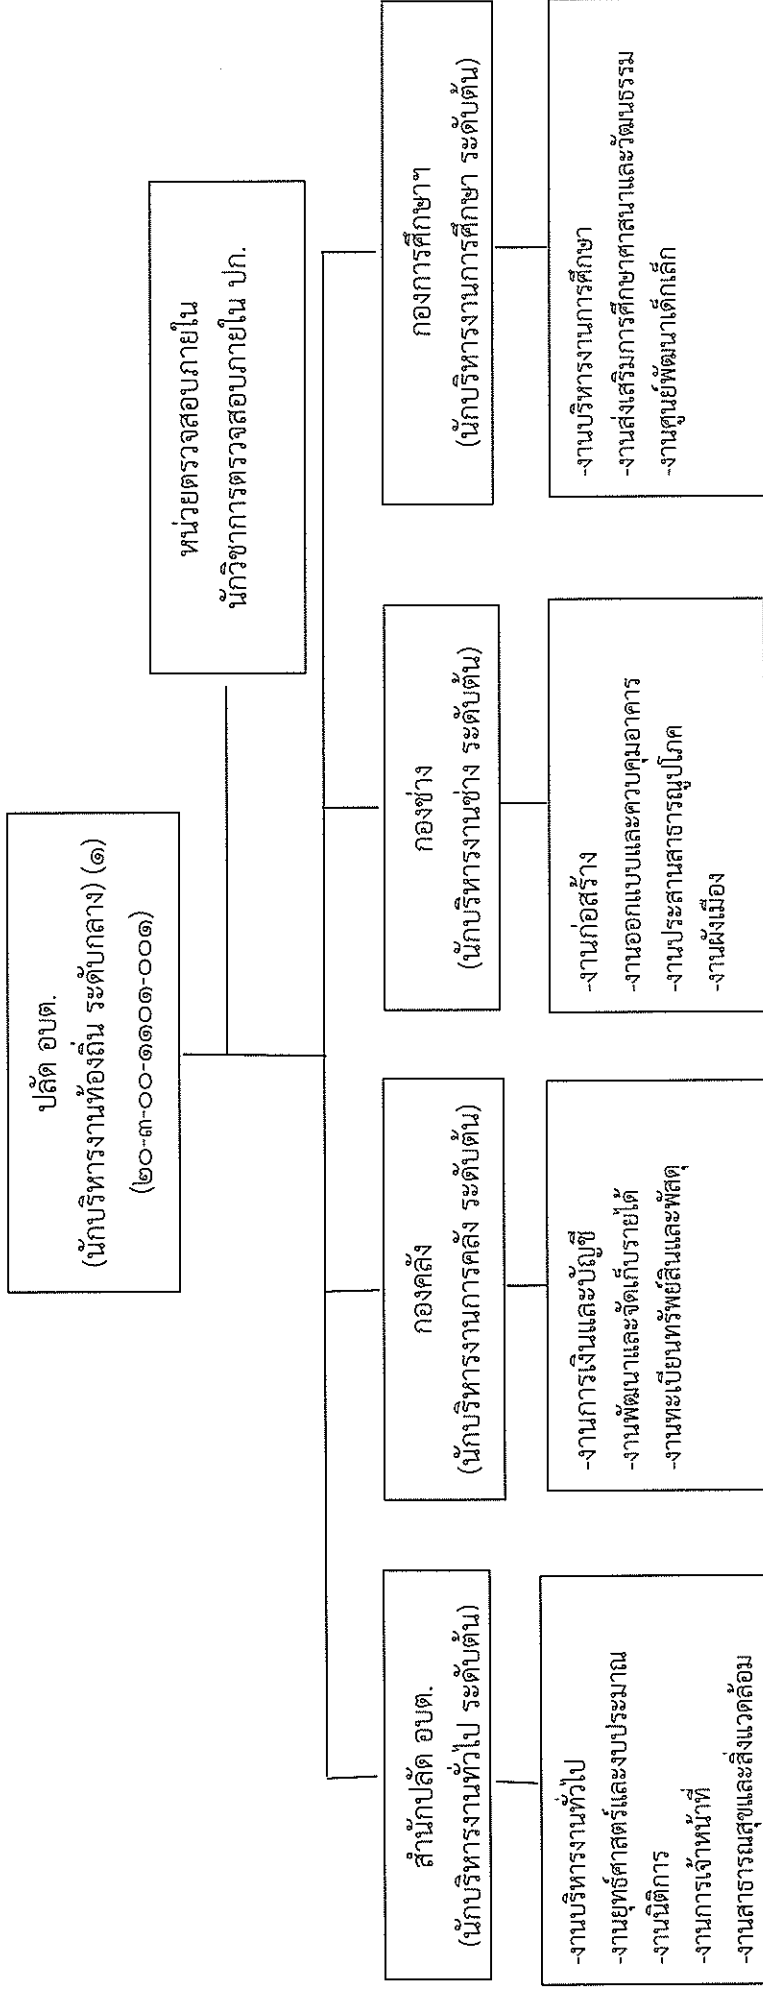 ปลัด อบต.
(นักบริหารงานท้องถิ่น ระดับกลาง) (๑)
(๒๐-๓-๐๐-๑๑๐๑-๐๐๑)
หน่วยตรวจสอบภายใน
นักวิชาการตรวจสอบภายใน ปก.
สำนักปลัด อบต.
(นักบริหารงานทั่วไป ระดับต้น)
-งานบริหารงานทั่วไป
-งานยุทธ์ศาสตร์และงบประมาณ
-งานนิติการ
-งานการเจ้าหน้าที่
-งานสาธารณสุขและสิ่งแวดล้อม
กองคลัง
(นักบริหารงานการคลัง ระดับต้น)
-งานการเงินและบัญชี
-งานพัฒนาและจัดเก็บรายได้
-งานทะเบียนทรัพย์สินและพัสดุ
กองช่าง
(นักบริหารงานช่าง ระดับต้น)
-งานก่อสร้าง
-งานออกแบบและควบคุมอาคาร
-งานประสานสาธารณูปโภค
-งานผังเมือง
กองการศึกษาฯ
(นักบริหารงานการศึกษา ระดับต้น)
-งานบริหารงานการศึกษา
-งานส่งเสริมการศึกษาศาสนาและวัฒนธรรม
-งานศูนย์พัฒนาเด็กเล็ก